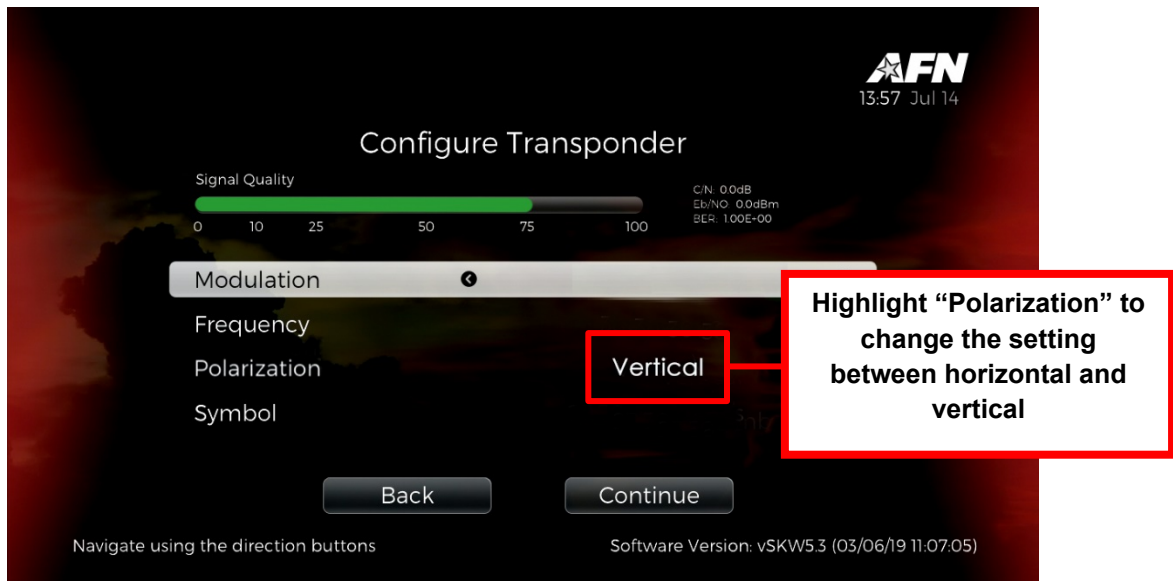 AFN
13:57 Jul 14
Configure Transponder
Signal Quality
C/N: 0.0dB
Eb/NO: 0.0dBm
BER: 1.00E+00
0 10 25 50 75 100
Modulation
Frequency
Polarization Vertical
Symbol
Highlight “Polarization” to
change the setting
between horizontal and
vertical
Back Continue
Navigate using the direction buttons
Software Version: vSKW5.3 (03/06/19 11:07:05)